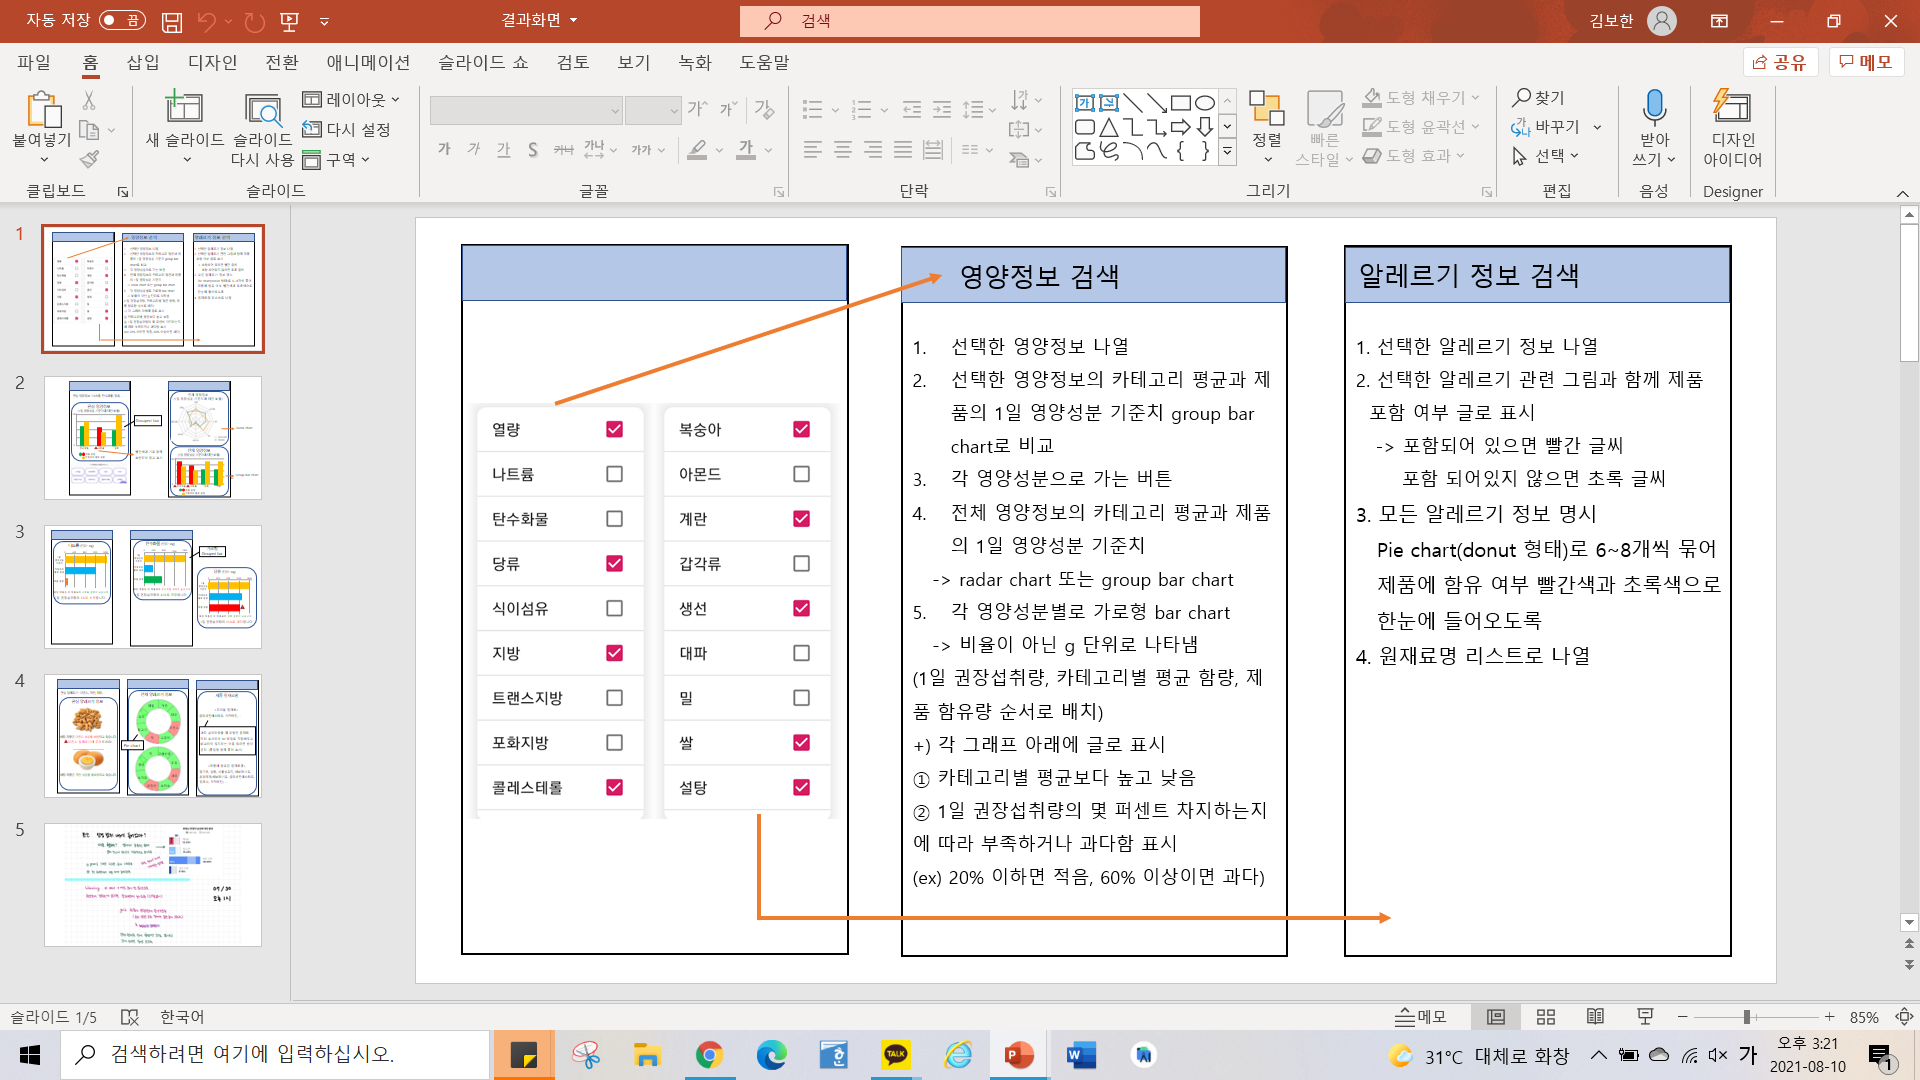 자동 저장
끔
결과화면
검색
김보한
파일
홈
삽입
디자인
전환
애니메이션
슬라이드 쇼
검토
보기
녹화
도움말
공유
메모
붙여넣기
클립보드
새 슬라이드
슬라이드
다시 사용
레이아웃
다시 설정
구역
슬라이드
글꼴
단락
정렬
빠른
스타일
도형 채우기
도형 윤곽선
도형 효과
그리기
찾기
바꾸기
선택
편집
받아
쓰기
음성
디자인
아이디어
Designer
1
2
3
4
5
열량
나트륨
탄수화물
당류
식이섬유
지방
트랜스지방
포화지방
콜레스테롤
복숭아
아몬드
계란
갑각류
생선
대파
밀
쌀
설탕
영양정보 검색
1. 선택한 영양정보 나열
2. 선택한 영양정보의 카테고리 평균과 제
품의 1일 영양성분 기준치 group bar
chart로 비교
3. 각 영양성분으로 가는 버튼
4. 전체 영양정보의 카테고리 평균과 제품
의 1일 영양성분 기준치
-> radar chart 또는 group bar chart
5. 각 영양성분별로 가로형 bar chart
-> 비율이 아닌 g 단위로 나타냄
(1일 권장섭취량, 카테고리별 평균 함량, 제
품 함유량 순서로 배치)
+) 각 그래프 아래에 글로 표시
① 카테고리별 평균보다 높고 낮음
② 1일 권장섭취량의 몇 퍼센트 차지하는지
에 따라 부족하거나 과다함 표시
(ex) 20% 이하면 적음, 60% 이상이면 과다)
알레르기 정보 검색
1. 선택한 알레르기 정보 나열
2. 선택한 알레르기 관련 그림과 함께 제품
포함 여부 글로 표시
-> 포함되어 있으면 빨간 글씨
포함 되어있지 않으면 초록 글씨
3. 모든 알레르기 정보 명시
Pie chart(donut 형태)로 6~8개씩 묶어
제품에 함유 여부 빨간색과 초록색으로
한눈에 들어오도록
4. 원재료명 리스트로 나열
슬라이드 1/5
한국어
메모
85%
검색하려면 여기에 입력하십시오.
31°C 대체로 화창
가
오후 3:21
2021-08-10
1